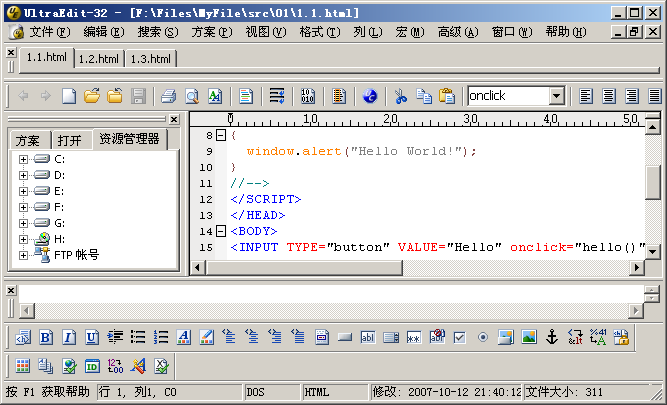 UltraEdit-32 - [F:\Files\MyFile\src\01\1.1.html]
文件(F) 编辑(E) 搜索(S) 方案(P) 视图(V) 格式(T) 列(L) 宏(M) 高级(A) 窗口(W) 帮助(H)
1.1.html 1.2.html 1.3.html
onclick
方案 打开 资源管理器
C:
D:
E:
F:
G:
H:
FTP 帐号
0 10 20 30 40 50
8 {
9 window.alert("Hello World!");
10 }
11 //-->
12 </SCRIPT>
13 </HEAD>
14 <BODY>
15 <INPUT TYPE="button" VALUE="Hello" onclick="hello()"
按 F1 获取帮助 行 1, 列1, C0 DOS HTML 修改: 2007-10-12 21:40:12 文件大小: 311